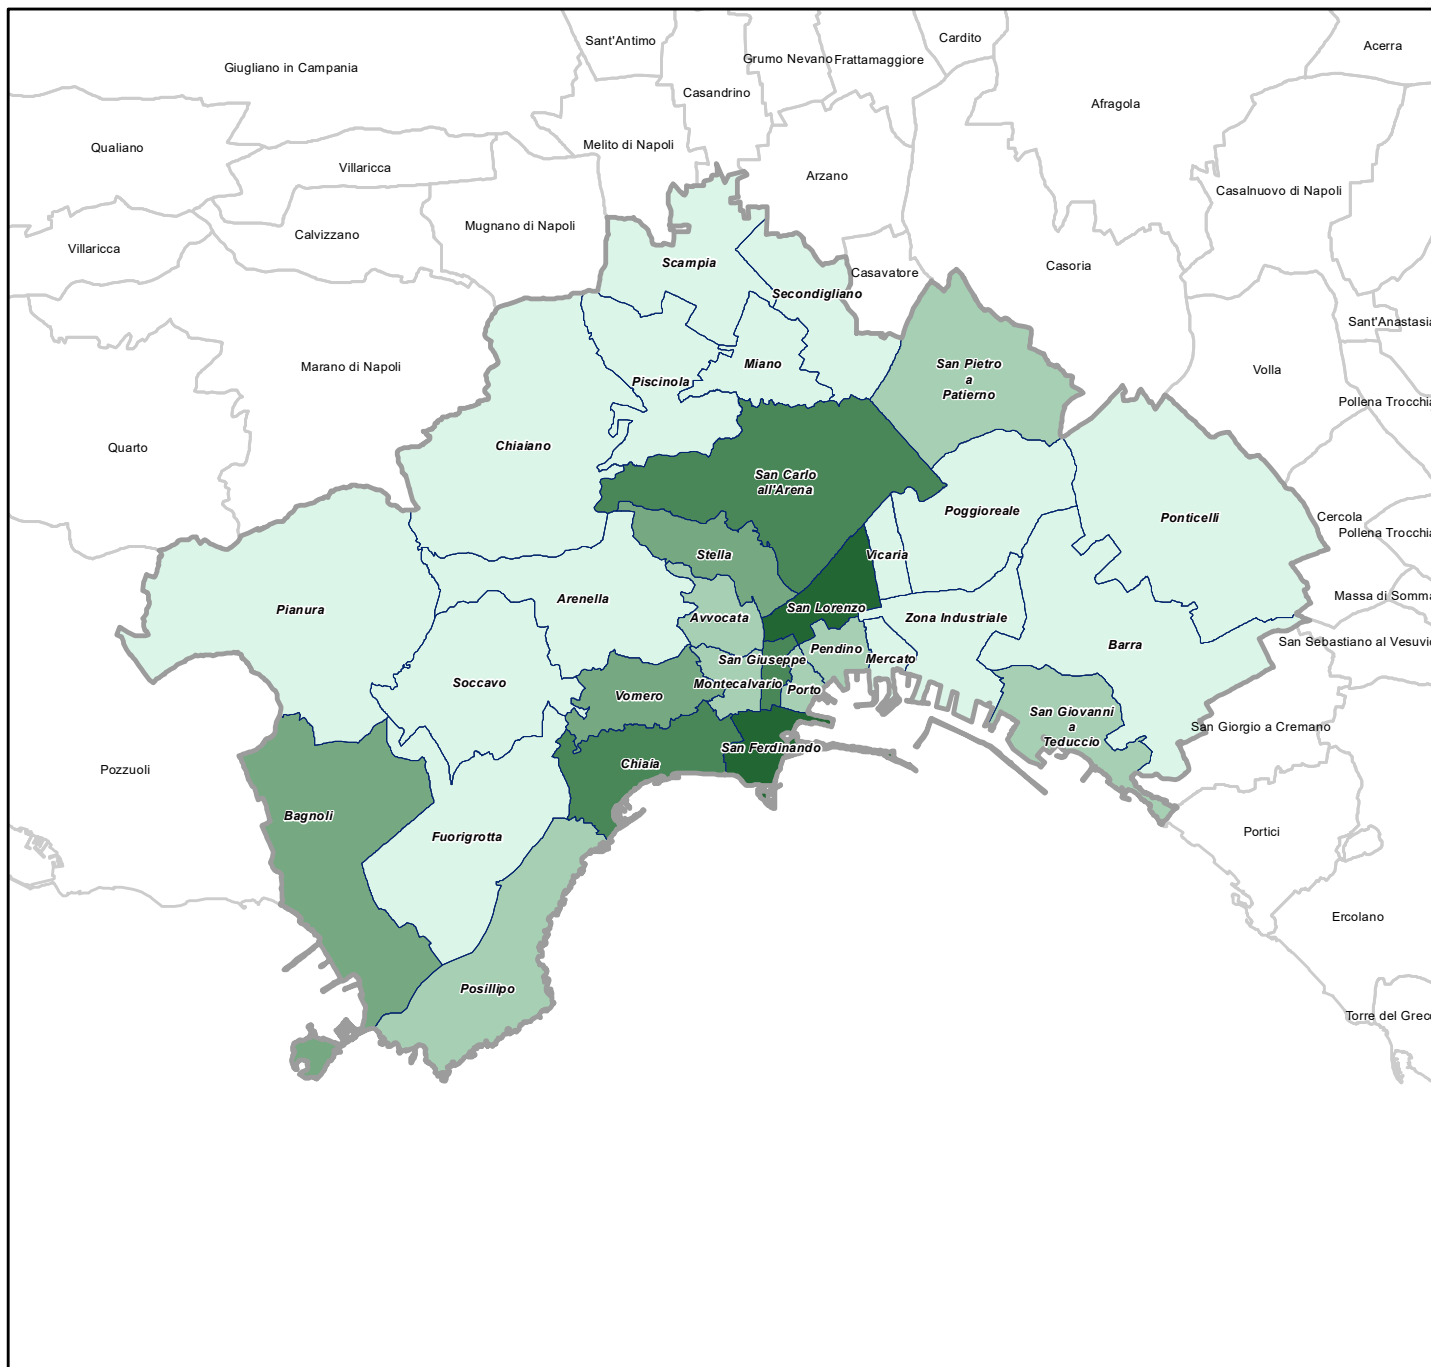 Sant'Antimo
Cardito
Acerra
Giugliano in Campania
Grumo Nevano
Frattamaggiore
Casandrino
Afragola
Qualiano
Melito di Napoli
Villaricca
Arzano
Casalnuovo di Napoli
Mugnano di Napoli
Calvizzano
Villaricca
Scampia
Casavatore
Casoria
Secondigliano
Sant'Anastasia
Marano di Napoli
Miano
San Pietro
a
Patierno
Volla
Piscinola
Pollena Trocchia
Quarto
Chiaiano
San Carlo
all'Arena
Poggioreale
Ponticelli
Cercola
Pollena Trocchia
Stella
Vicaria
Pianura
Arenella
San Lorenzo
Massa di Somma
Avvocata
Zona Industriale
San Sebastiano al Vesuvio
Pendino
Barra
San Giuseppe
Mercato
Soccavo
Montecalvario
Porto
Vomero
San Giovanni
a
Teduccio
San Giorgio a Cremano
San Ferdinando
Chiaia
Pozzuoli
Bagnoli
Fuorigrotta
Portici
Ercolano
Posillipo
Torre del Greco